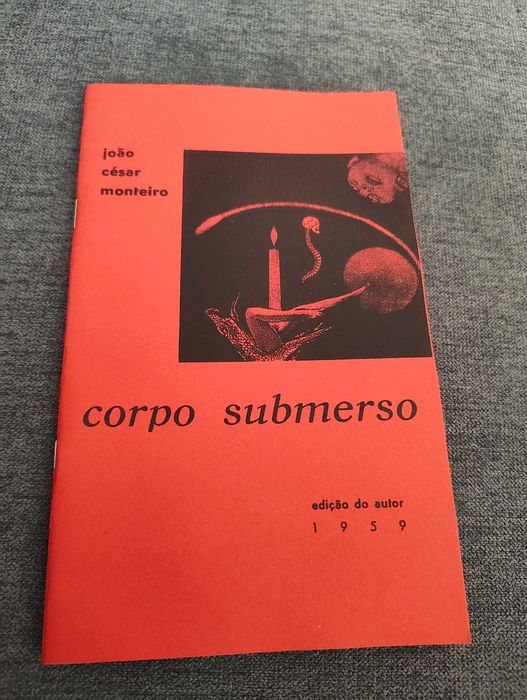 joão
césar
monteiro
corpo submerso
edição do autor
1959